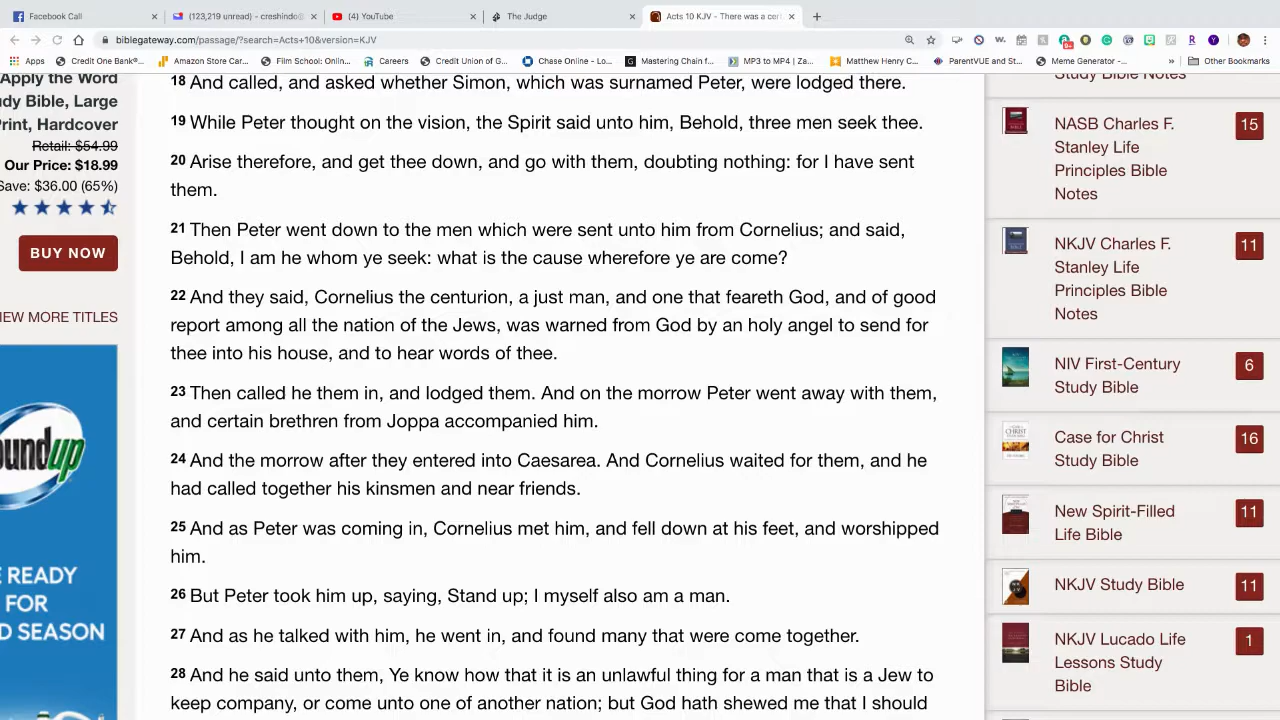 Facebook Call
(123,219 unread) - creshindo@
(4) YouTube
The Judge
Acts 10 KJV - There was a cert
biblegateway.com/passage/?search=Acts+10&version=KJV
Apps
Credit One Bank®...
Amazon Store Car...
Film School: Onlin...
Careers
Credit Union of G...
Chase Online - Lo...
Mastering Chain f...
MP3 to MP4 | Za...
Matthew Henry C...
ParentVUE and St...
Meme Generator -...
Other Bookmarks
Apply the Word
udy Bible, Large
Print, Hardcover
Retail: $54.99
Our Price: $18.99
Save: $36.00 (65%)
BUY NOW
IEW MORE TITLES
oundup
E READY
FOR
D SEASON
18 And called, and asked whether Simon, which was surnamed Peter, were lodged there.
19 While Peter thought on the vision, the Spirit said unto him, Behold, three men seek thee.
20 Arise therefore, and get thee down, and go with them, doubting nothing: for I have sent
them.
21 Then Peter went down to the men which were sent unto him from Cornelius; and said,
Behold, I am he whom ye seek: what is the cause wherefore ye are come?
22 And they said, Cornelius the centurion, a just man, and one that feareth God, and of good
report among all the nation of the Jews, was warned from God by an holy angel to send for
thee into his house, and to hear words of thee.
23 Then called he them in, and lodged them. And on the morrow Peter went away with them,
and certain brethren from Joppa accompanied him.
24 And the morrow after they entered into Caesarea. And Cornelius waited for them, and he
had called together his kinsmen and near friends.
25 And as Peter was coming in, Cornelius met him, and fell down at his feet, and worshipped
him.
26 But Peter took him up, saying, Stand up; I myself also am a man.
27 And as he talked with him, he went in, and found many that were come together.
28 And he said unto them, Ye know how that it is an unlawful thing for a man that is a Jew to
keep company, or come unto one of another nation; but God hath shewed me that I should
Study Bible Notes
NASB Charles F.
Stanley Life
Principles Bible
Notes
15
NKJV Charles F.
Stanley Life
Principles Bible
Notes
11
NIV First-Century
Study Bible
6
Case for Christ
Study Bible
16
New Spirit-Filled
Life Bible
11
NKJV Study Bible
11
NKJV Lucado Life
Lessons Study
Bible
1